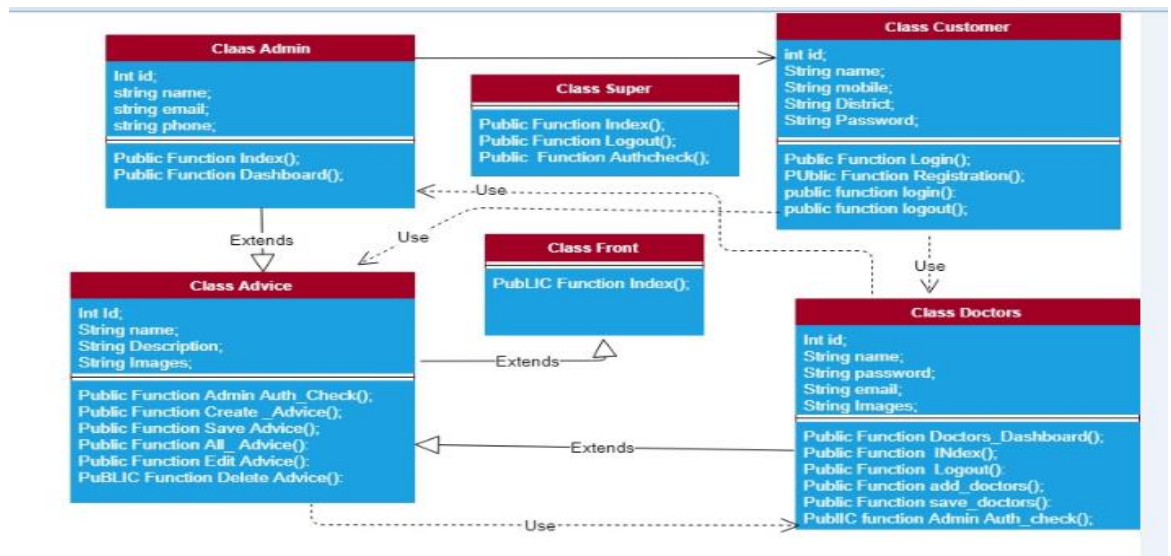 Claas Admin
Int id;
string name;
string email;
string phone;
Public Function Index();
Public Function Dashboard();
Class Super
Public Function Index();
Public Function Logout();
Public Function Authcheck();
Class Customer
int id;
String name;
String mobile;
String District;
String Password;
Public Function Login();
PUblic Function Registration();
public function login():
public function logout();
Use
Extends
Use
Use
Class Front
PubLIC Function Index();
Class Advice
Int Id;
String name;
String Description;
String Images;
Public Function Admin Auth_Check();
Public Function Create _Advice();
Public Function Save Advice();
Public Function All_ Advice():
Public Function Edit Advice():
PuBLIC Function Delete Advice():
Extends
Extends
Class Doctors
Int id;
String name;
String password;
String email;
String Images;
Public Function Doctors_Dashboard();
Public Function INdex();
Public Function Logout():
Public Function add_doctors();
Public Function save_doctors():
PublIC function Admin Auth_check();
Use